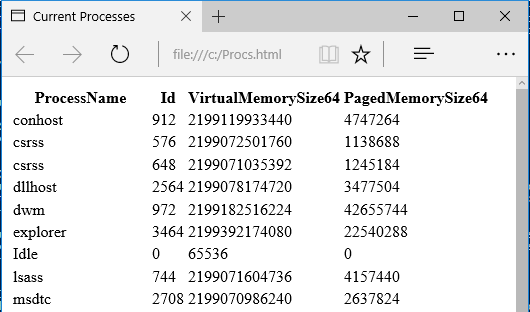 Current Processes
file:///c:/Procs.html
ProcessName Id VirtualMemorySize64 PagedMemorySize64
conhost 912 2199119933440 4747264
csrss 576 2199072501760 1138688
csrss 648 2199071035392 1245184
dllhost 2564 2199078174720 3477504
dwm 972 2199182516224 42655744
explorer 3464 2199392174080 22540288
Idle 0 65536 0
lsass 744 2199071604736 4157440
msdtc 2708 2199070986240 2637824